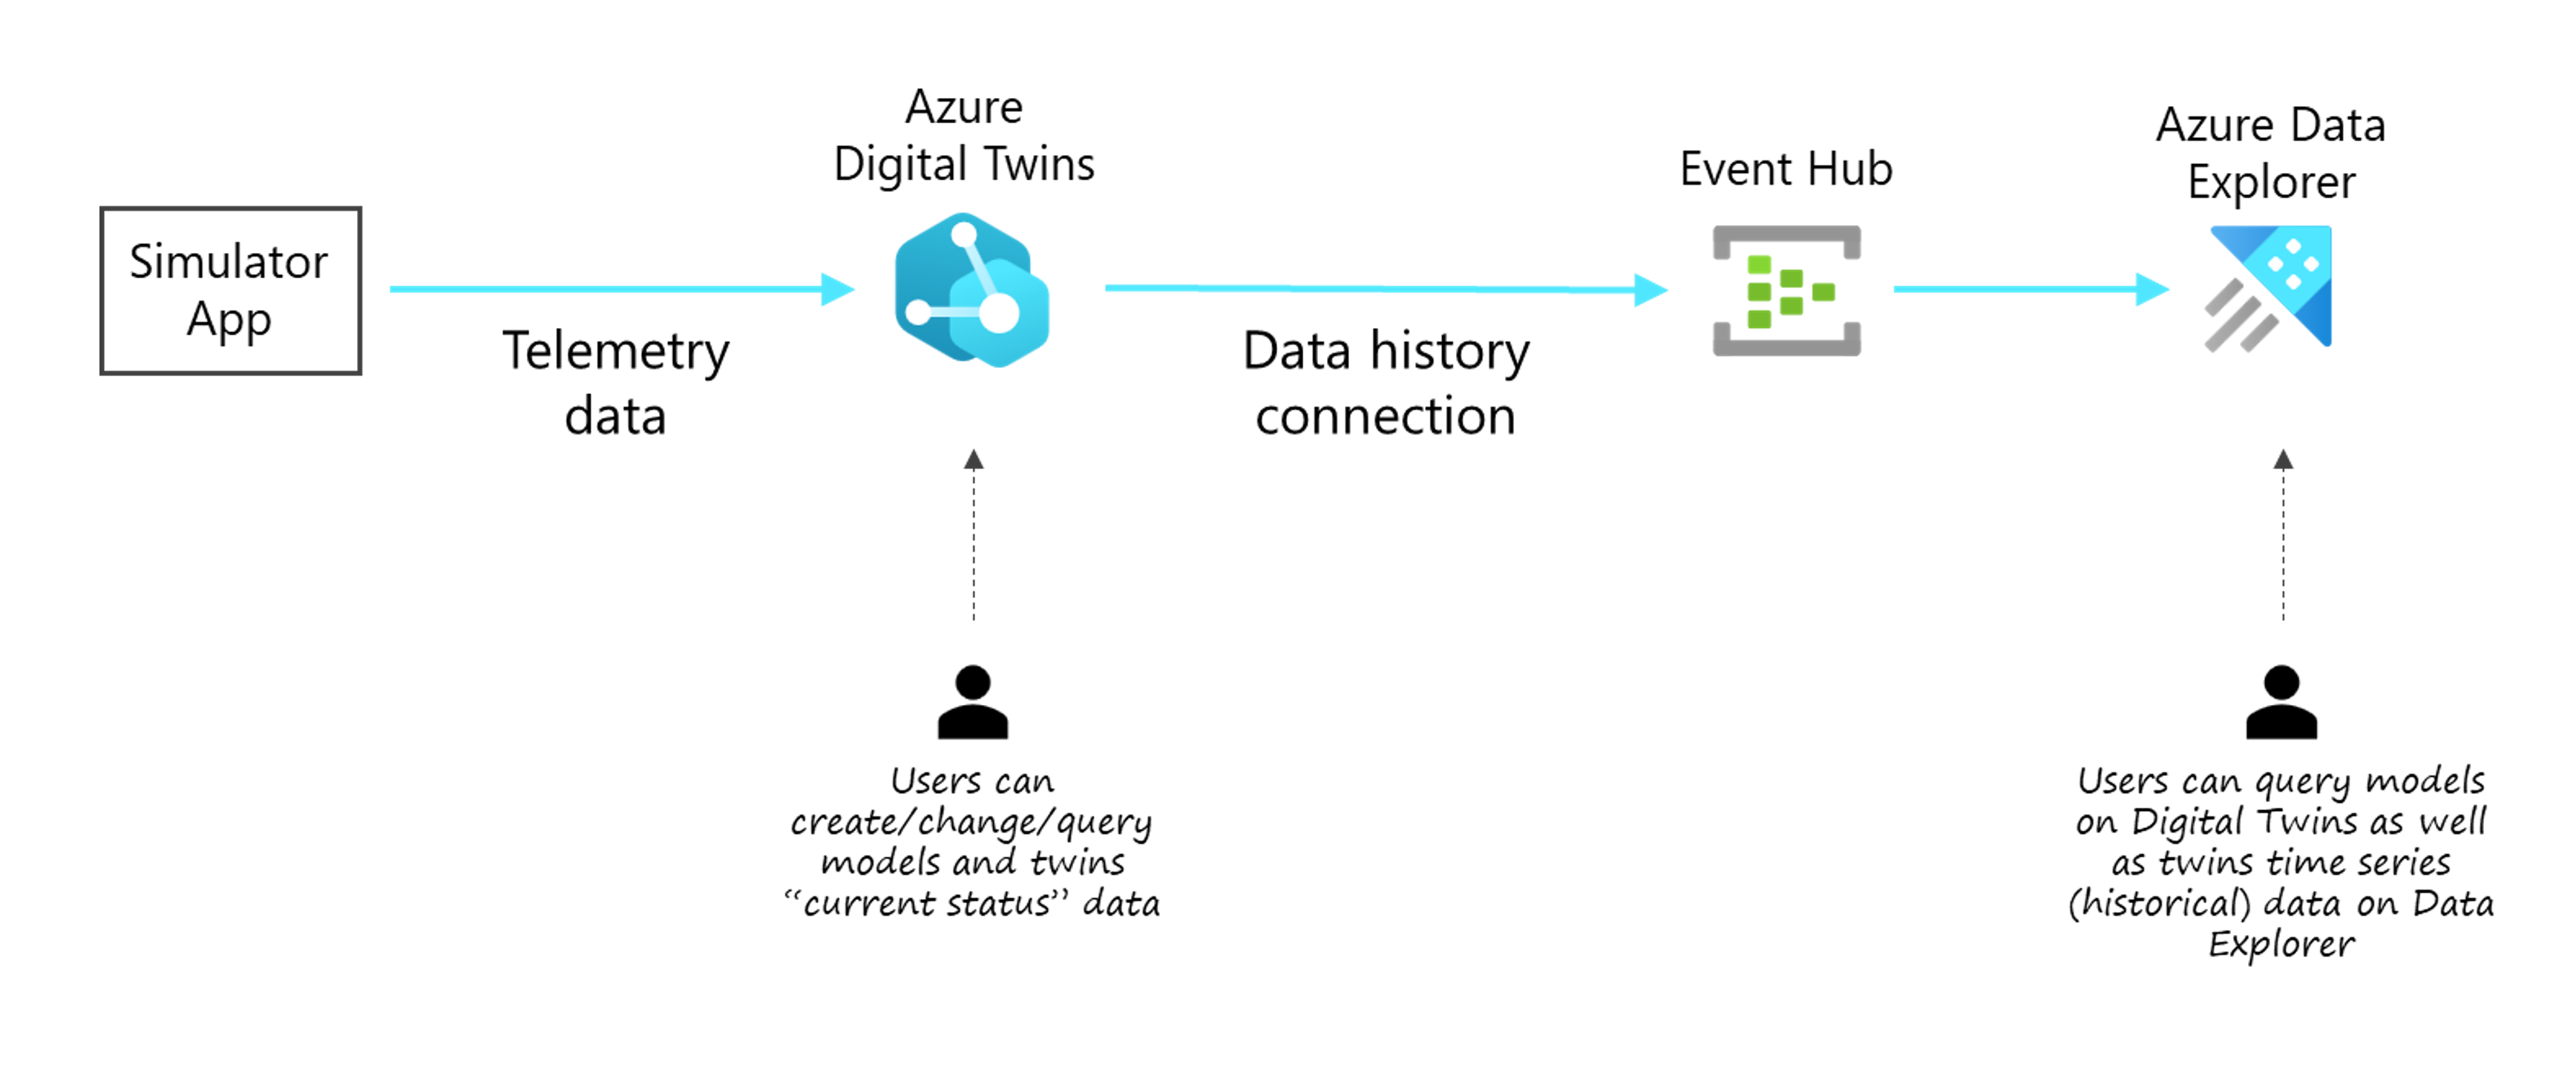 Simulator
App
Telemetry
data
Azure
Digital Twins
Data history
connection
Event Hub
Azure Data
Explorer
Users can
create/change/query
models and twins
“current status” data
Users can query models
on Digital Twins as well
as twins time series
(historical) data on Data
Explorer